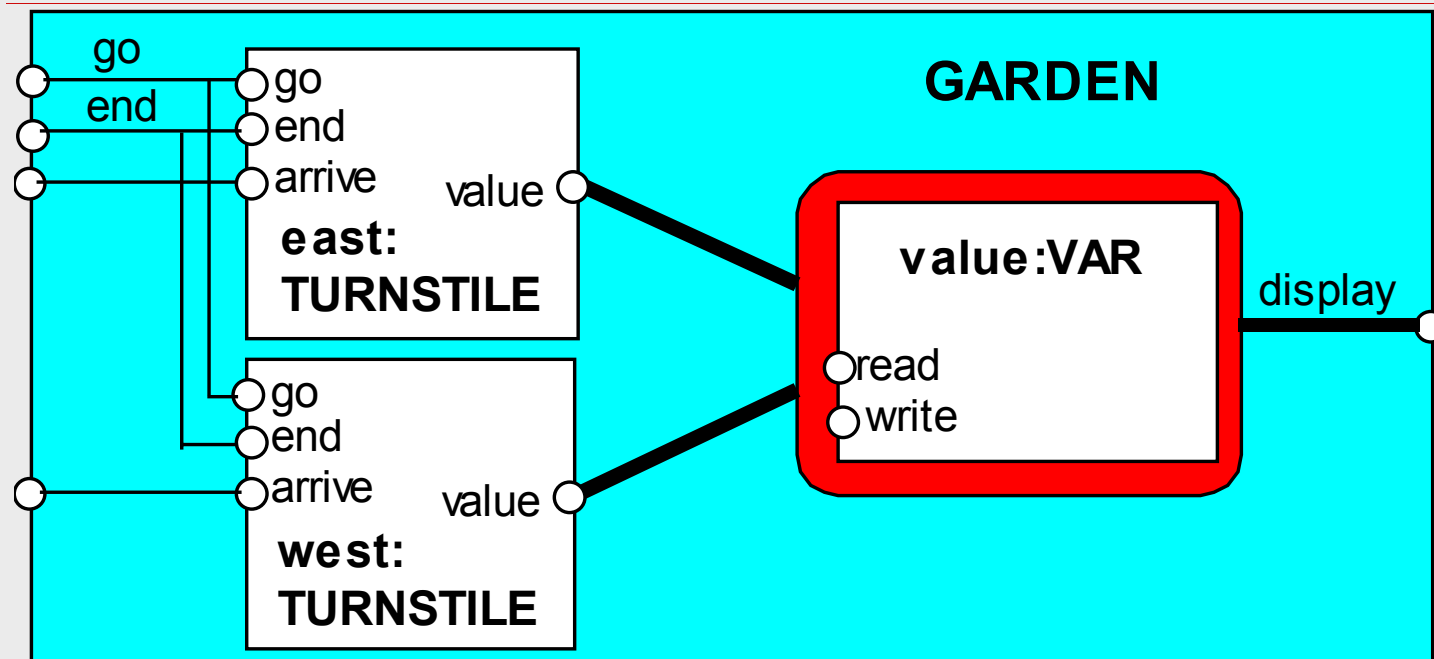 go
end
go
end
arrive
value
east:
TURNSTILE
go
end
arrive
value
west:
TURNSTILE
GARDEN
value:VAR
read
write
display